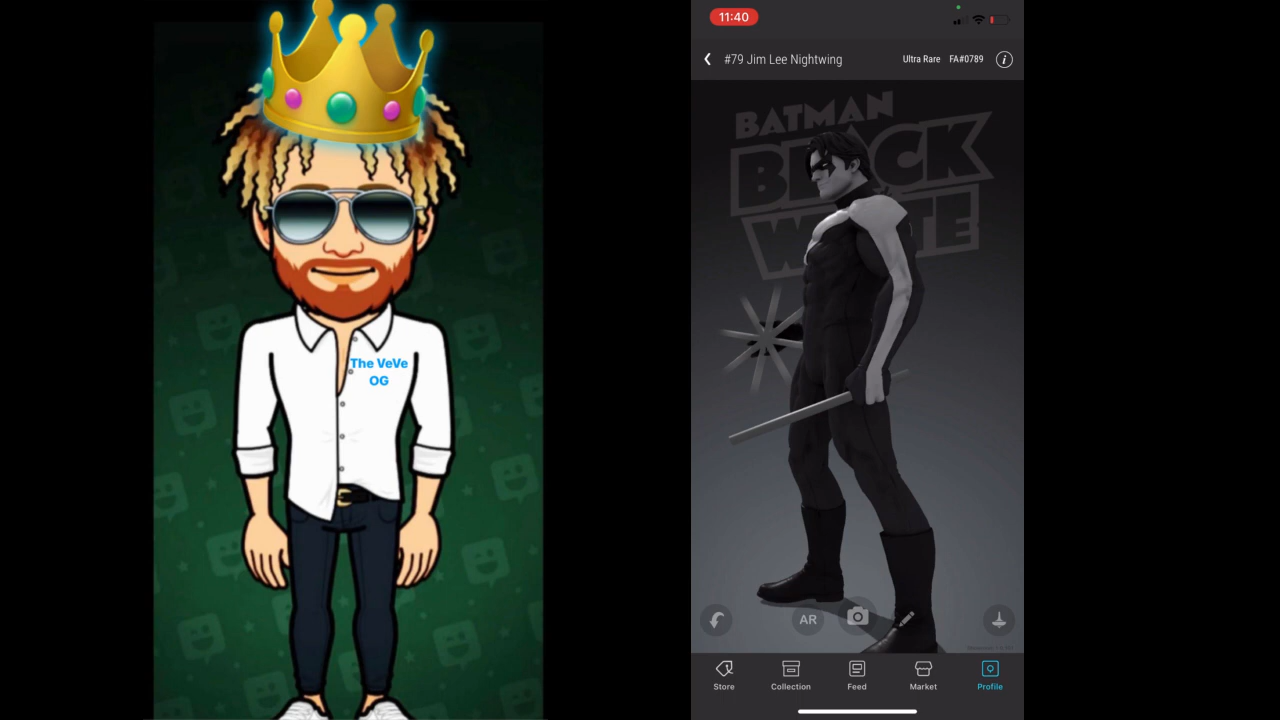 The VeVe
OG
11:40
#79 Jim Lee Nightwing
Ultra Rare FA#0789
BATMAN
BLACK
WHITE
AR
Store
Collection
Feed
Market
Profile